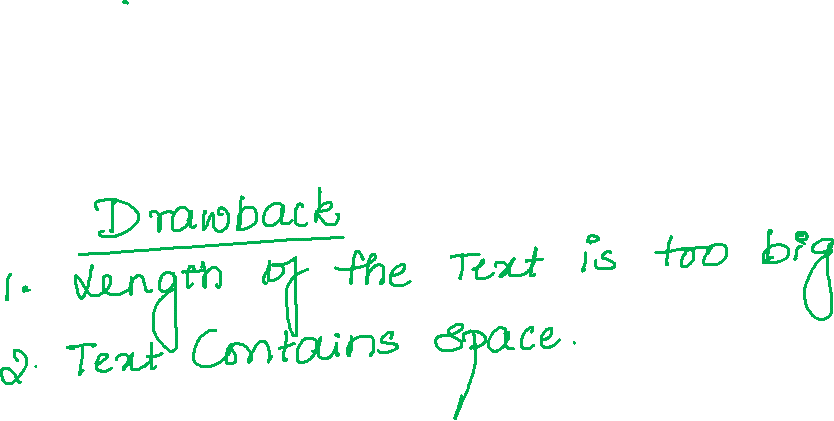 Drawback
1. Length of the Text is too big
2. Text Contains space.